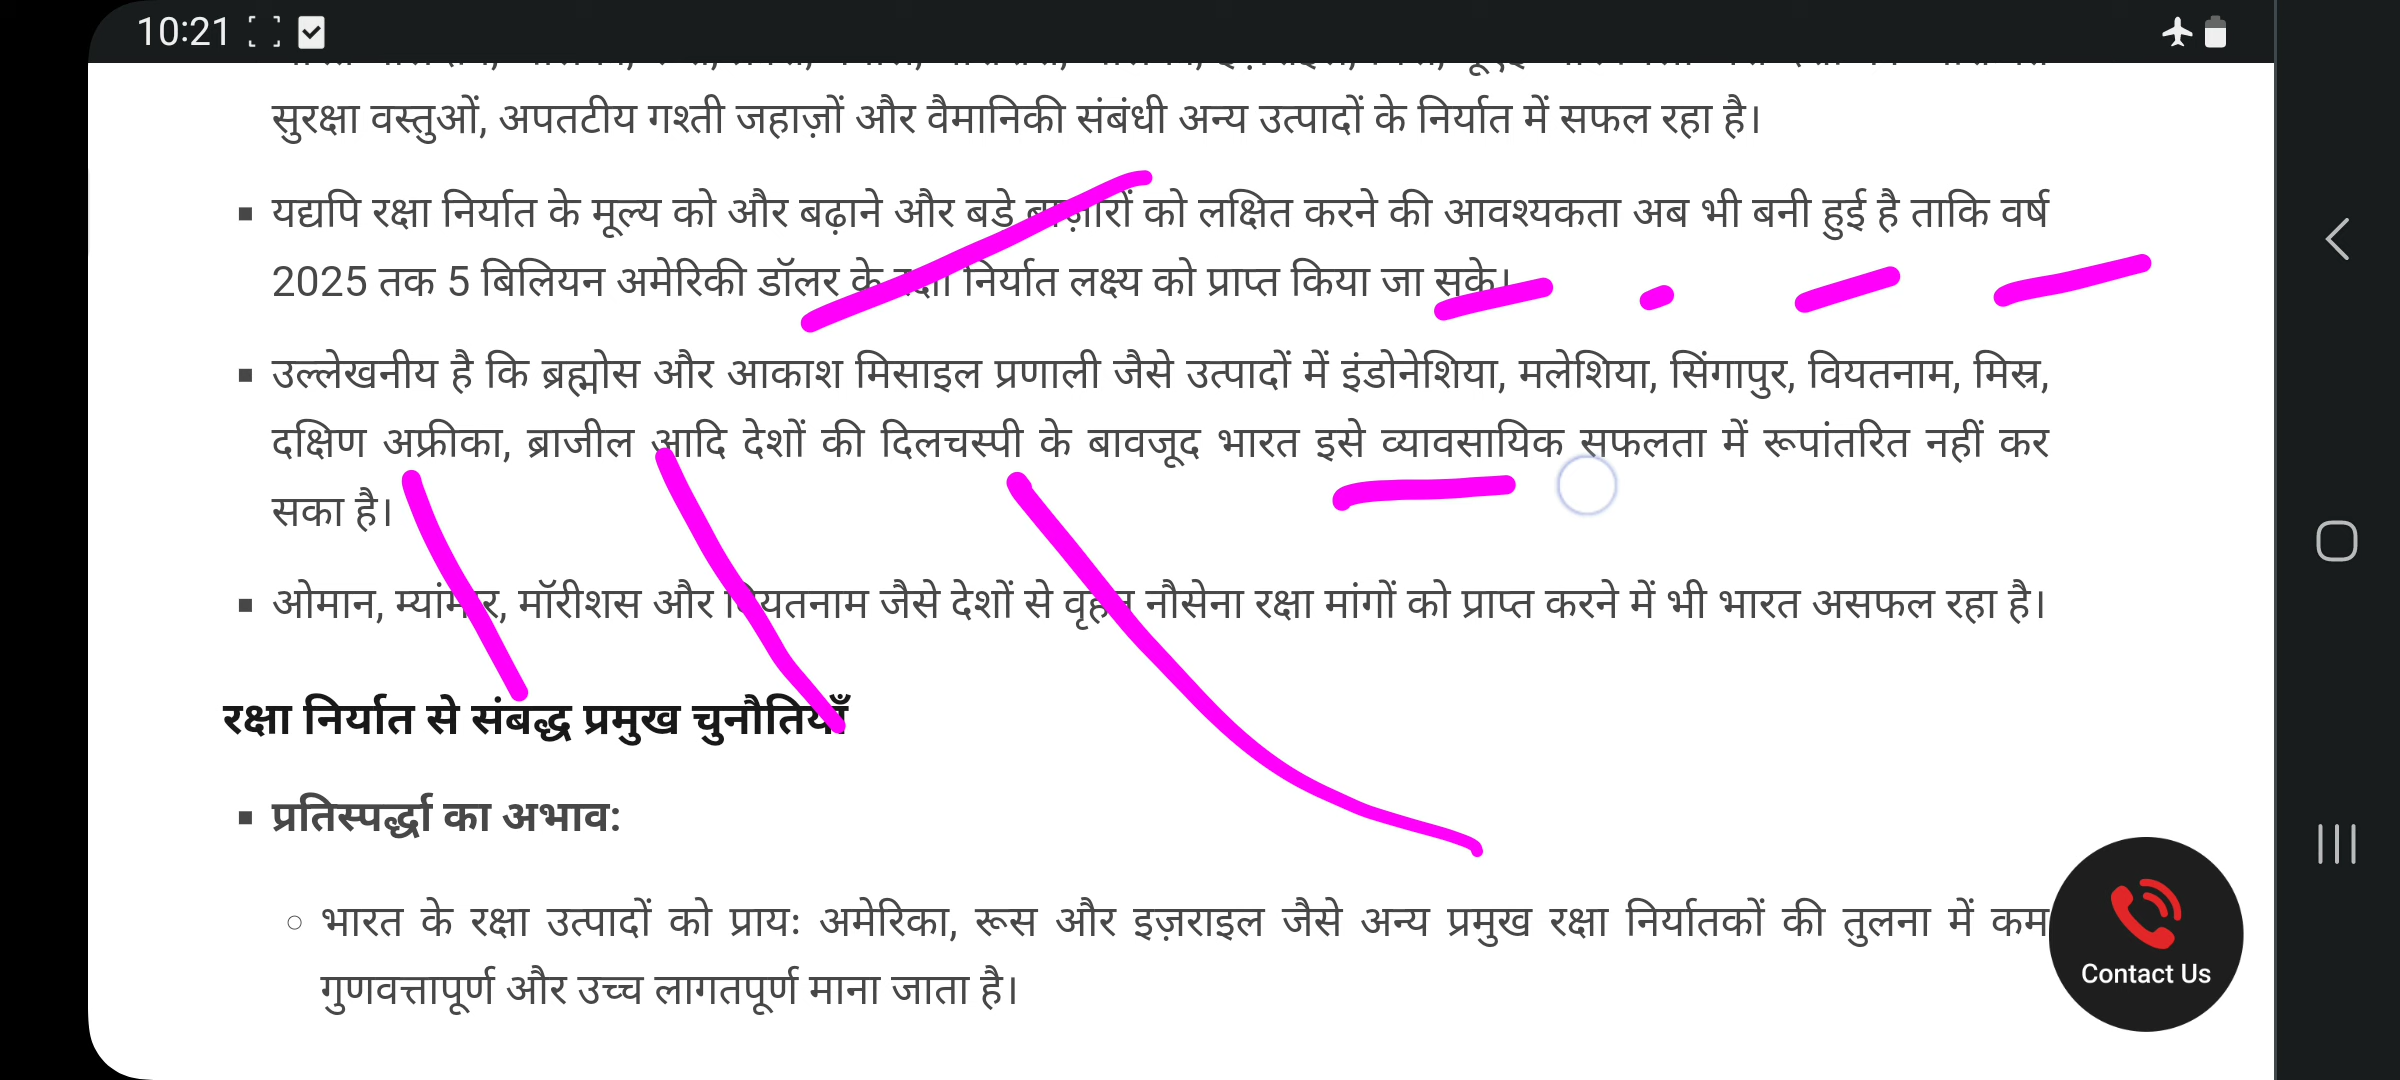 10:21
सुरक्षा वस्तुओं, अपतटीय गश्ती जहाज़ों और वैमानिकी संबंधी अन्य उत्पादों के निर्यात में सफल रहा है।
▪ यद्यपि रक्षा निर्यात के मूल्य को और बढ़ाने और बडे बाज़ारों को लक्षित करने की आवश्यकता अब भी बनी हुई है ताकि वर्ष
2025 तक 5 बिलियन अमेरिकी डॉलर के रक्षा निर्यात लक्ष्य को प्राप्त किया जा सके।
▪ उल्लेखनीय है कि ब्रह्मोस और आकाश मिसाइल प्रणाली जैसे उत्पादों में इंडोनेशिया, मलेशिया, सिंगापुर, वियतनाम, मिस्र,
दक्षिण अफ्रीका, ब्राजील आदि देशों की दिलचस्पी के बावजूद भारत इसे व्यावसायिक सफलता में रूपांतरित नहीं कर
सका है।
▪ ओमान, म्यांमार, मॉरीशस और वियतनाम जैसे देशों से वृहत नौसेना रक्षा मांगों को प्राप्त करने में भी भारत असफल रहा है।
रक्षा निर्यात से संबद्ध प्रमुख चुनौतियाँ
▪ प्रतिस्पर्द्धा का अभाव:
○ भारत के रक्षा उत्पादों को प्राय: अमेरिका, रूस और इज़राइल जैसे अन्य प्रमुख रक्षा निर्यातकों की तुलना में कम
गुणवत्तापूर्ण और उच्च लागतपूर्ण माना जाता है।
Contact Us